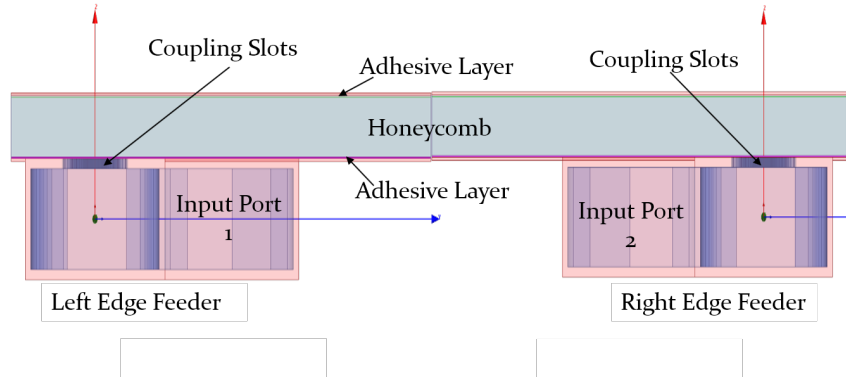 Coupling Slots
Adhesive Layer
Coupling Slots
Honeycomb
Adhesive Layer
Input Port
1
Input Port
2
Left Edge Feeder
Right Edge Feeder